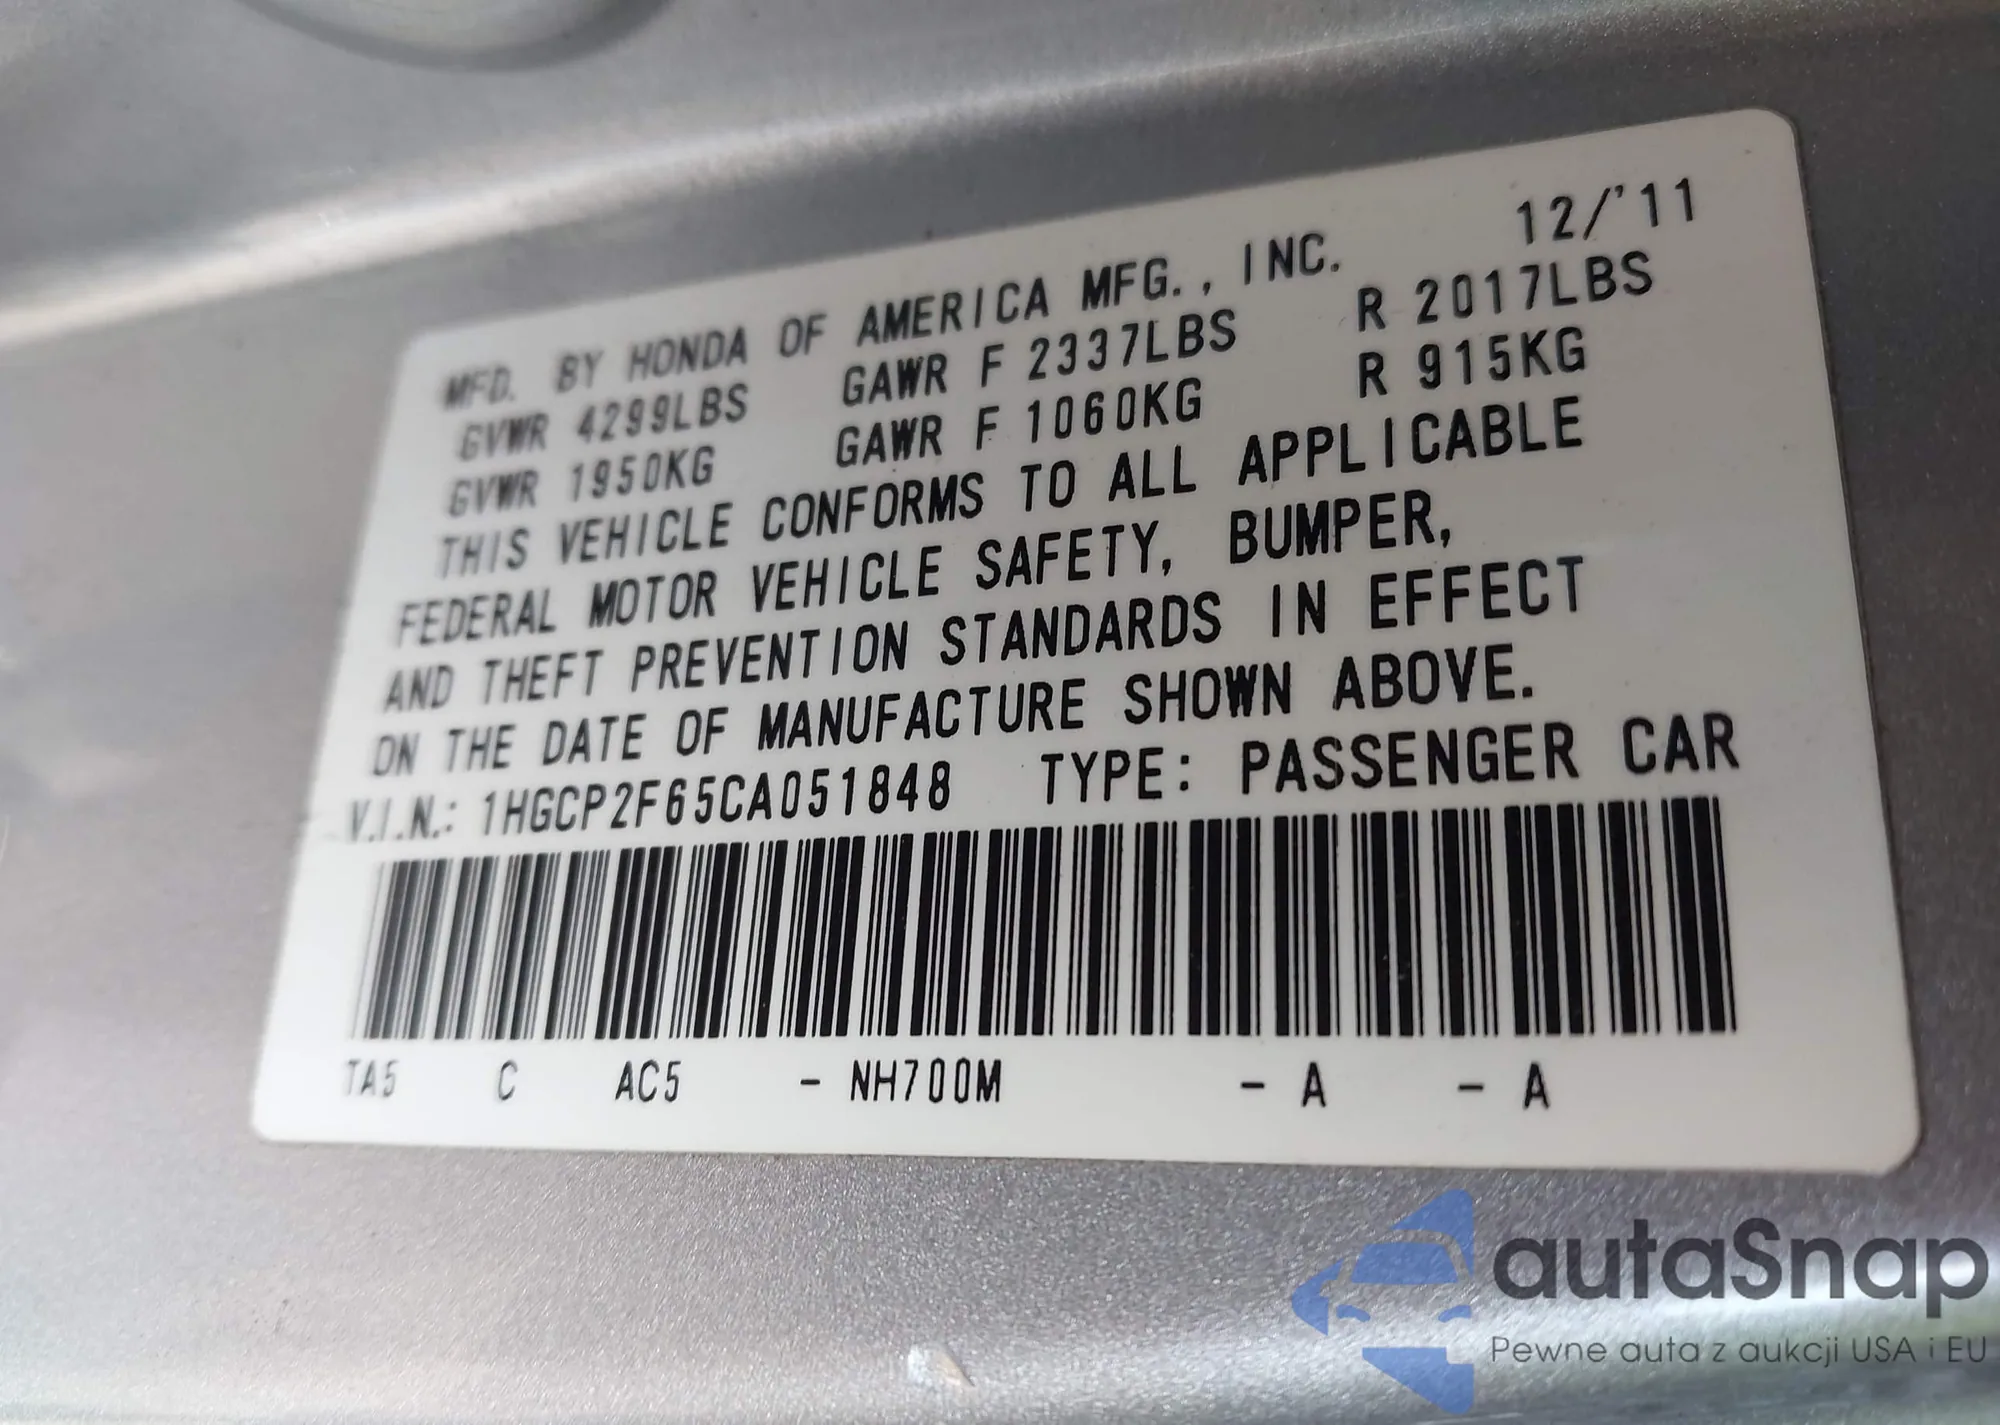 12/'11
MFD. BY HONDA OF AMERICA MFG., INC.
GVWR 4299LBS GAWR F 2337LBS R 2017LBS
GVWR 1950KG GAWR F 1060KG R 915KG
THIS VEHICLE CONFORMS TO ALL APPLICABLE
FEDERAL MOTOR VEHICLE SAFETY, BUMPER,
AND THEFT PREVENTION STANDARDS IN EFFECT
ON THE DATE OF MANUFACTURE SHOWN ABOVE.
V.I.N.: 1HGCP2F65CA051848 TYPE: PASSENGER CAR
TA5 C AC5 - NH700M - A - A
autaSnap
Pewne auta z aukcji USA i EU